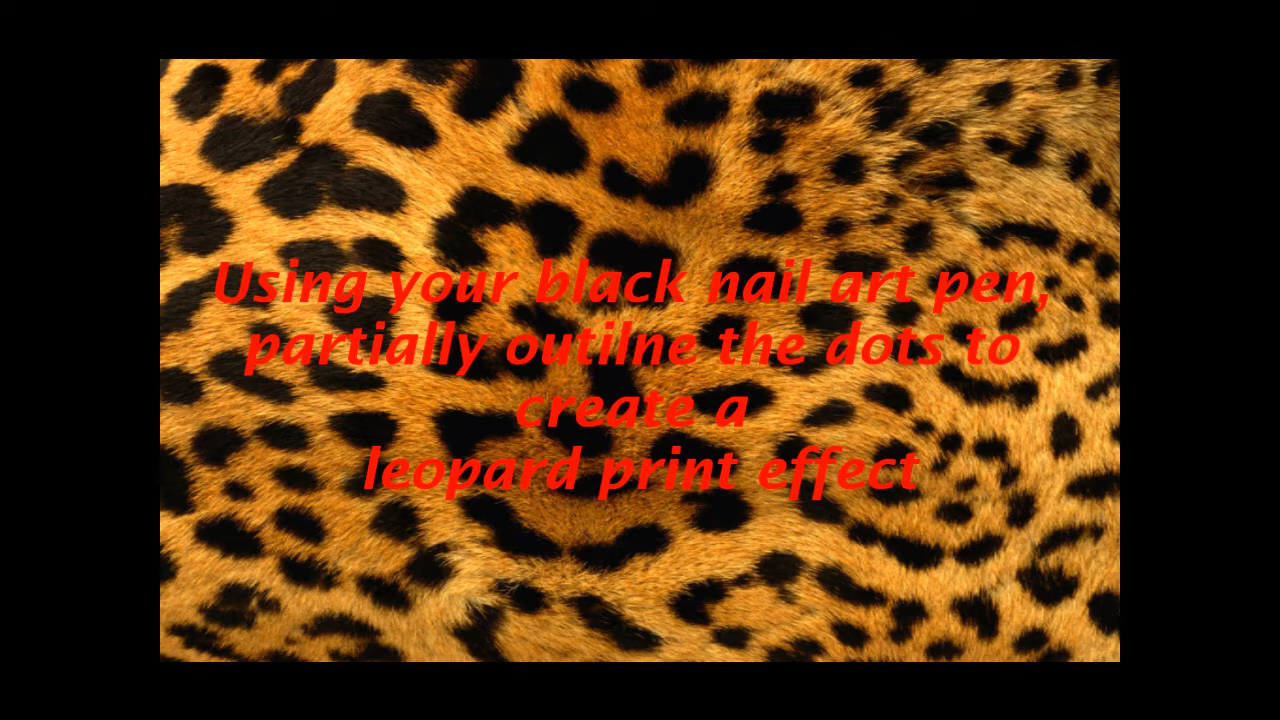 Using your black nail art pen,
partially outilne the dots to
create a
leopard print effect